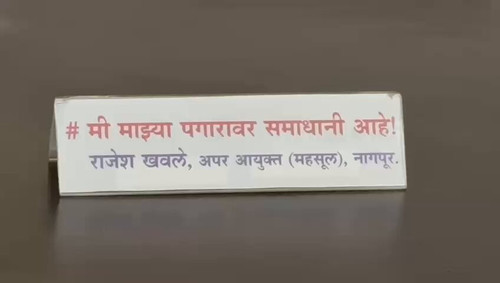 # मी माझ्या पगारावर समाधानी आहे!
राजेश खवले, अपर आयुक्त (महसूल), नागपूर.